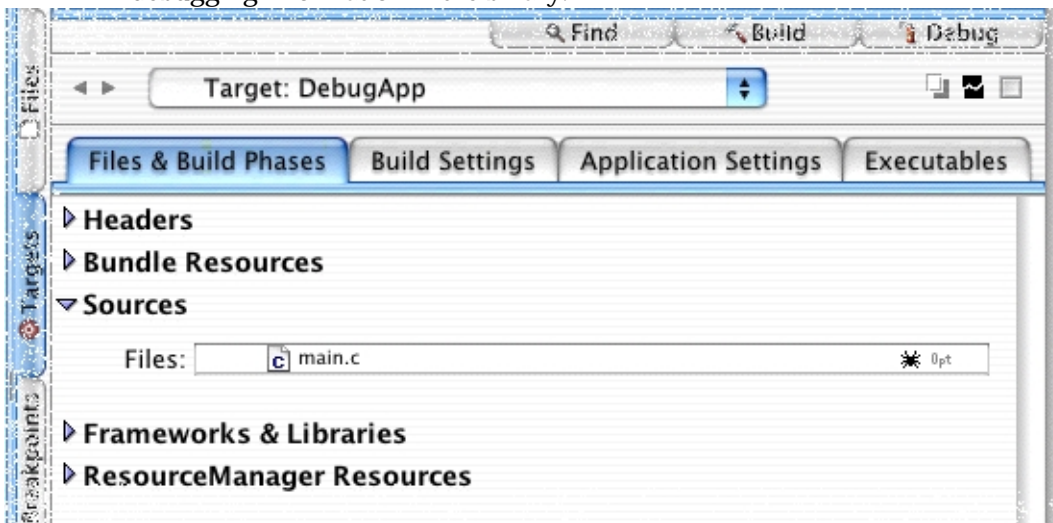 Find Build Debug
Files
Target: DebugApp
Files & Build Phases Build Settings Application Settings Executables
Targets
Headers
Bundle Resources
Sources
Files: c main.c 0pt
Breakpoints
Frameworks & Libraries
ResourceManager Resources